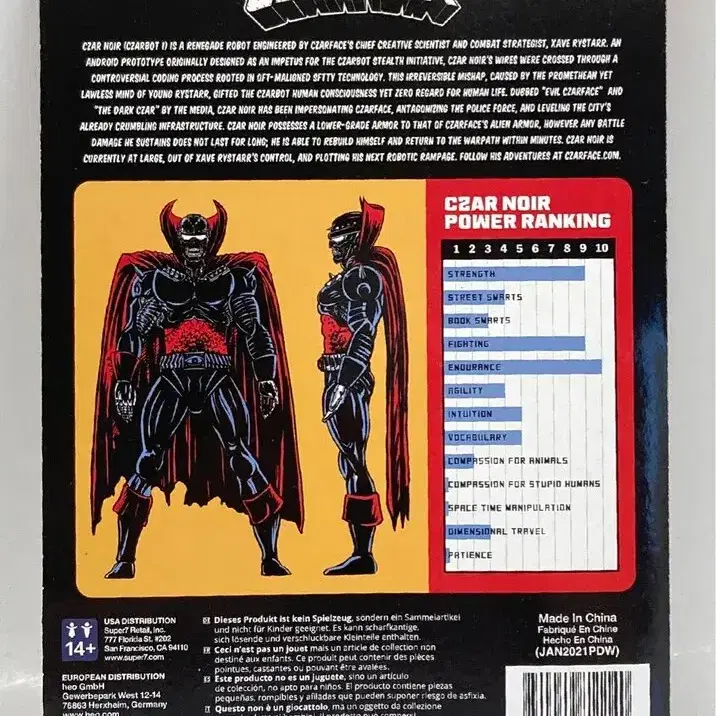 CZAR NOIR (CZARBOT 1) IS A RENEGADE ROBOT ENGINEERED BY CZARFACE'S CHIEF CREATIVE SCIENTIST AND COMBAT STRATEGIST, XAVE RYSTARR. AN
ANDROID PROTOTYPE ORIGINALLY DESIGNED AS AN IMPETUS FOR THE CZARBOT STEALTH INITIATIVE, CZAR NOIR'S WIRES WERE CROSSED THROUGH A
CONTROVERSIAL CODING PROCESS ROOTED IN OFT-MALIGNED SFTTY TECHNOLOGY. THIS IRREVERSIBLE MISHAP, CAUSED BY THE PROMETHEAN YET
LAWLESS MIND OF YOUNG RYSTARR, GIFTED THE CZARBOT HUMAN CONSCIOUSNESS YET ZERO REGARD FOR HUMAN LIFE. DUBBED "EVIL CZARFACE" AND
"THE DARK CZAR" BY THE MEDIA, CZAR NOIR HAS BEEN IMPERSONATING CZARFACE, ANTAGONIZING THE POLICE FORCE, AND LEVELING THE CITY'S
ALREADY CRUMBLING INFRASTRUCTURE. CZAR NOIR POSSESSES A LOWER-GRADE ARMOR TO THAT OF CZARFACE'S ALIEN ARMOR, HOWEVER ANY BATTLE
DAMAGE HE SUSTAINS DOES NOT LAST FOR LONG; HE IS ABLE TO REBUILD HIMSELF AND RETURN TO THE WARPATH WITHIN MINUTES. CZAR NOIR IS
CURRENTLY AT LARGE, OUT OF XAVE RYSTARR'S CONTROL, AND PLOTTING HIS NEXT ROBOTIC RAMPAGE. FOLLOW HIS ADVENTURES AT CZARFACE.COM.
CZAR NOIR
POWER RANKING
1 2 3 4 5 6 7 8 9 10
STRENGTH
STREET SMARTS
BOOK SMARTS
FIGHTING
ENDURANCE
AGILITY
INTUITION
VOCABULARY
COMPASSION FOR ANIMALS
COMPASSION FOR STUPID HUMANS
SPACE TIME MANIPULATION
DIMENSIONAL TRAVEL
PATIENCE
14+
USA DISTRIBUTION
Super7 Retail, Inc.
777 Florida St. #202
San Francisco, CA 94110
www.super7.com
EUROPEAN DISTRIBUTION
heo GmbH
Gewerbepark West 12-14
76863 Herxheim, Germany
www.heo.com
Dieses Produkt ist kein Spielzeug, sondern ein Sammelartikel
und nicht für Kinder geeignet. Es kann scharfkantige,
sich lösende und verschluckbare Kleinteile enthalten.
Ceci n'est pas un jouet mais un article de collection non
destiné aux enfants. Ce produit peut contenir des pièces
pointues, cassantes ou pouvant être avalées.
Este producto no es un juguete, sino un artículo
de colección, no apto para niños. El producto contiene piezas
pequeñas, rompibles y afiladas que pueden suponer riesgo de asfixia.
Questo non è un giocattolo, ma un oggetto da collezione
Made In China
Fabriqué En Chine
Hecho En China
(JAN2021PDW)